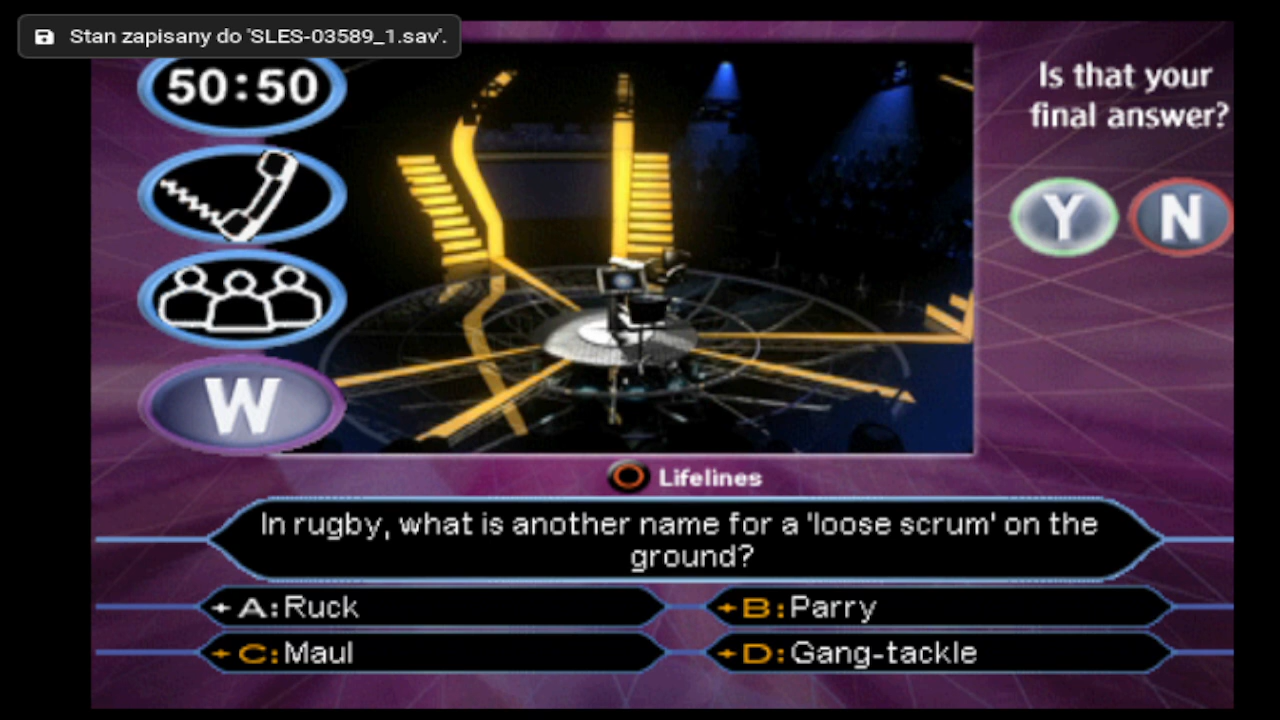 Stan zapisany do 'SLES-03589_1.sav'.
50:50
Is that your
final answer?
Y N
W
Lifelines
In rugby, what is another name for a 'loose scrum' on the
ground?
A: Ruck
B: Parry
C: Maul
D: Gang-tackle